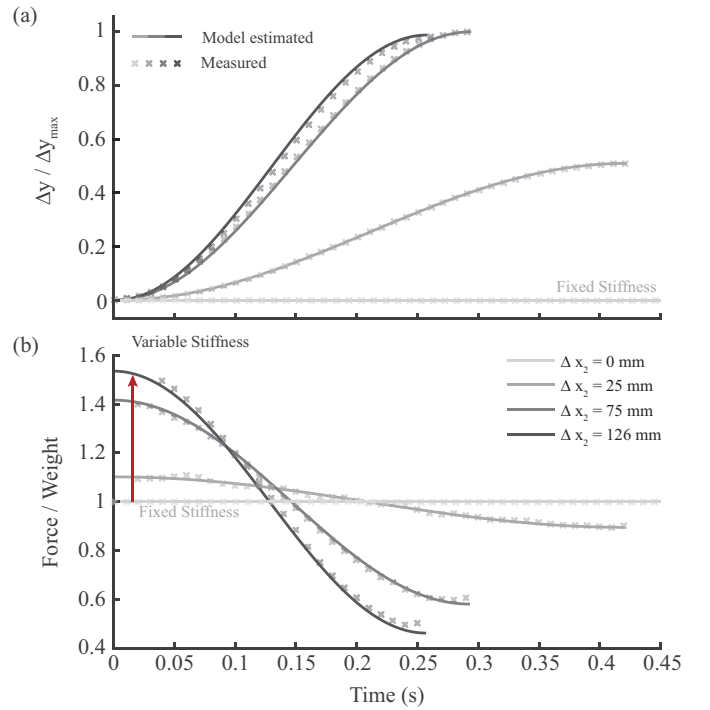 (a)
Δy / Δy_max
1
0.8
0.6
0.4
0.2
0
Model estimated
Measured
Fixed Stiffness
(b)
Force / Weight
1.6
1.4
1.2
1
0.8
0.6
0.4
Variable Stiffness
Δ x_2 = 0 mm
Δ x_2 = 25 mm
Δ x_2 = 75 mm
Δ x_2 = 126 mm
Fixed Stiffness
0 0.05 0.1 0.15 0.2 0.25 0.3 0.35 0.4 0.45
Time (s)